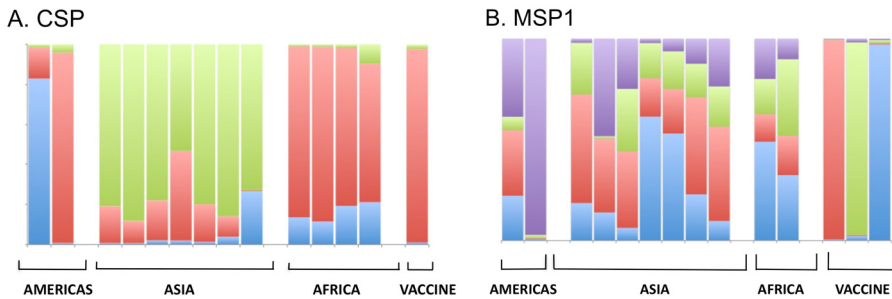 A. CSP
B. MSP1
AMERICAS ASIA AFRICA VACCINE
AMERICAS ASIA AFRICA VACCINE